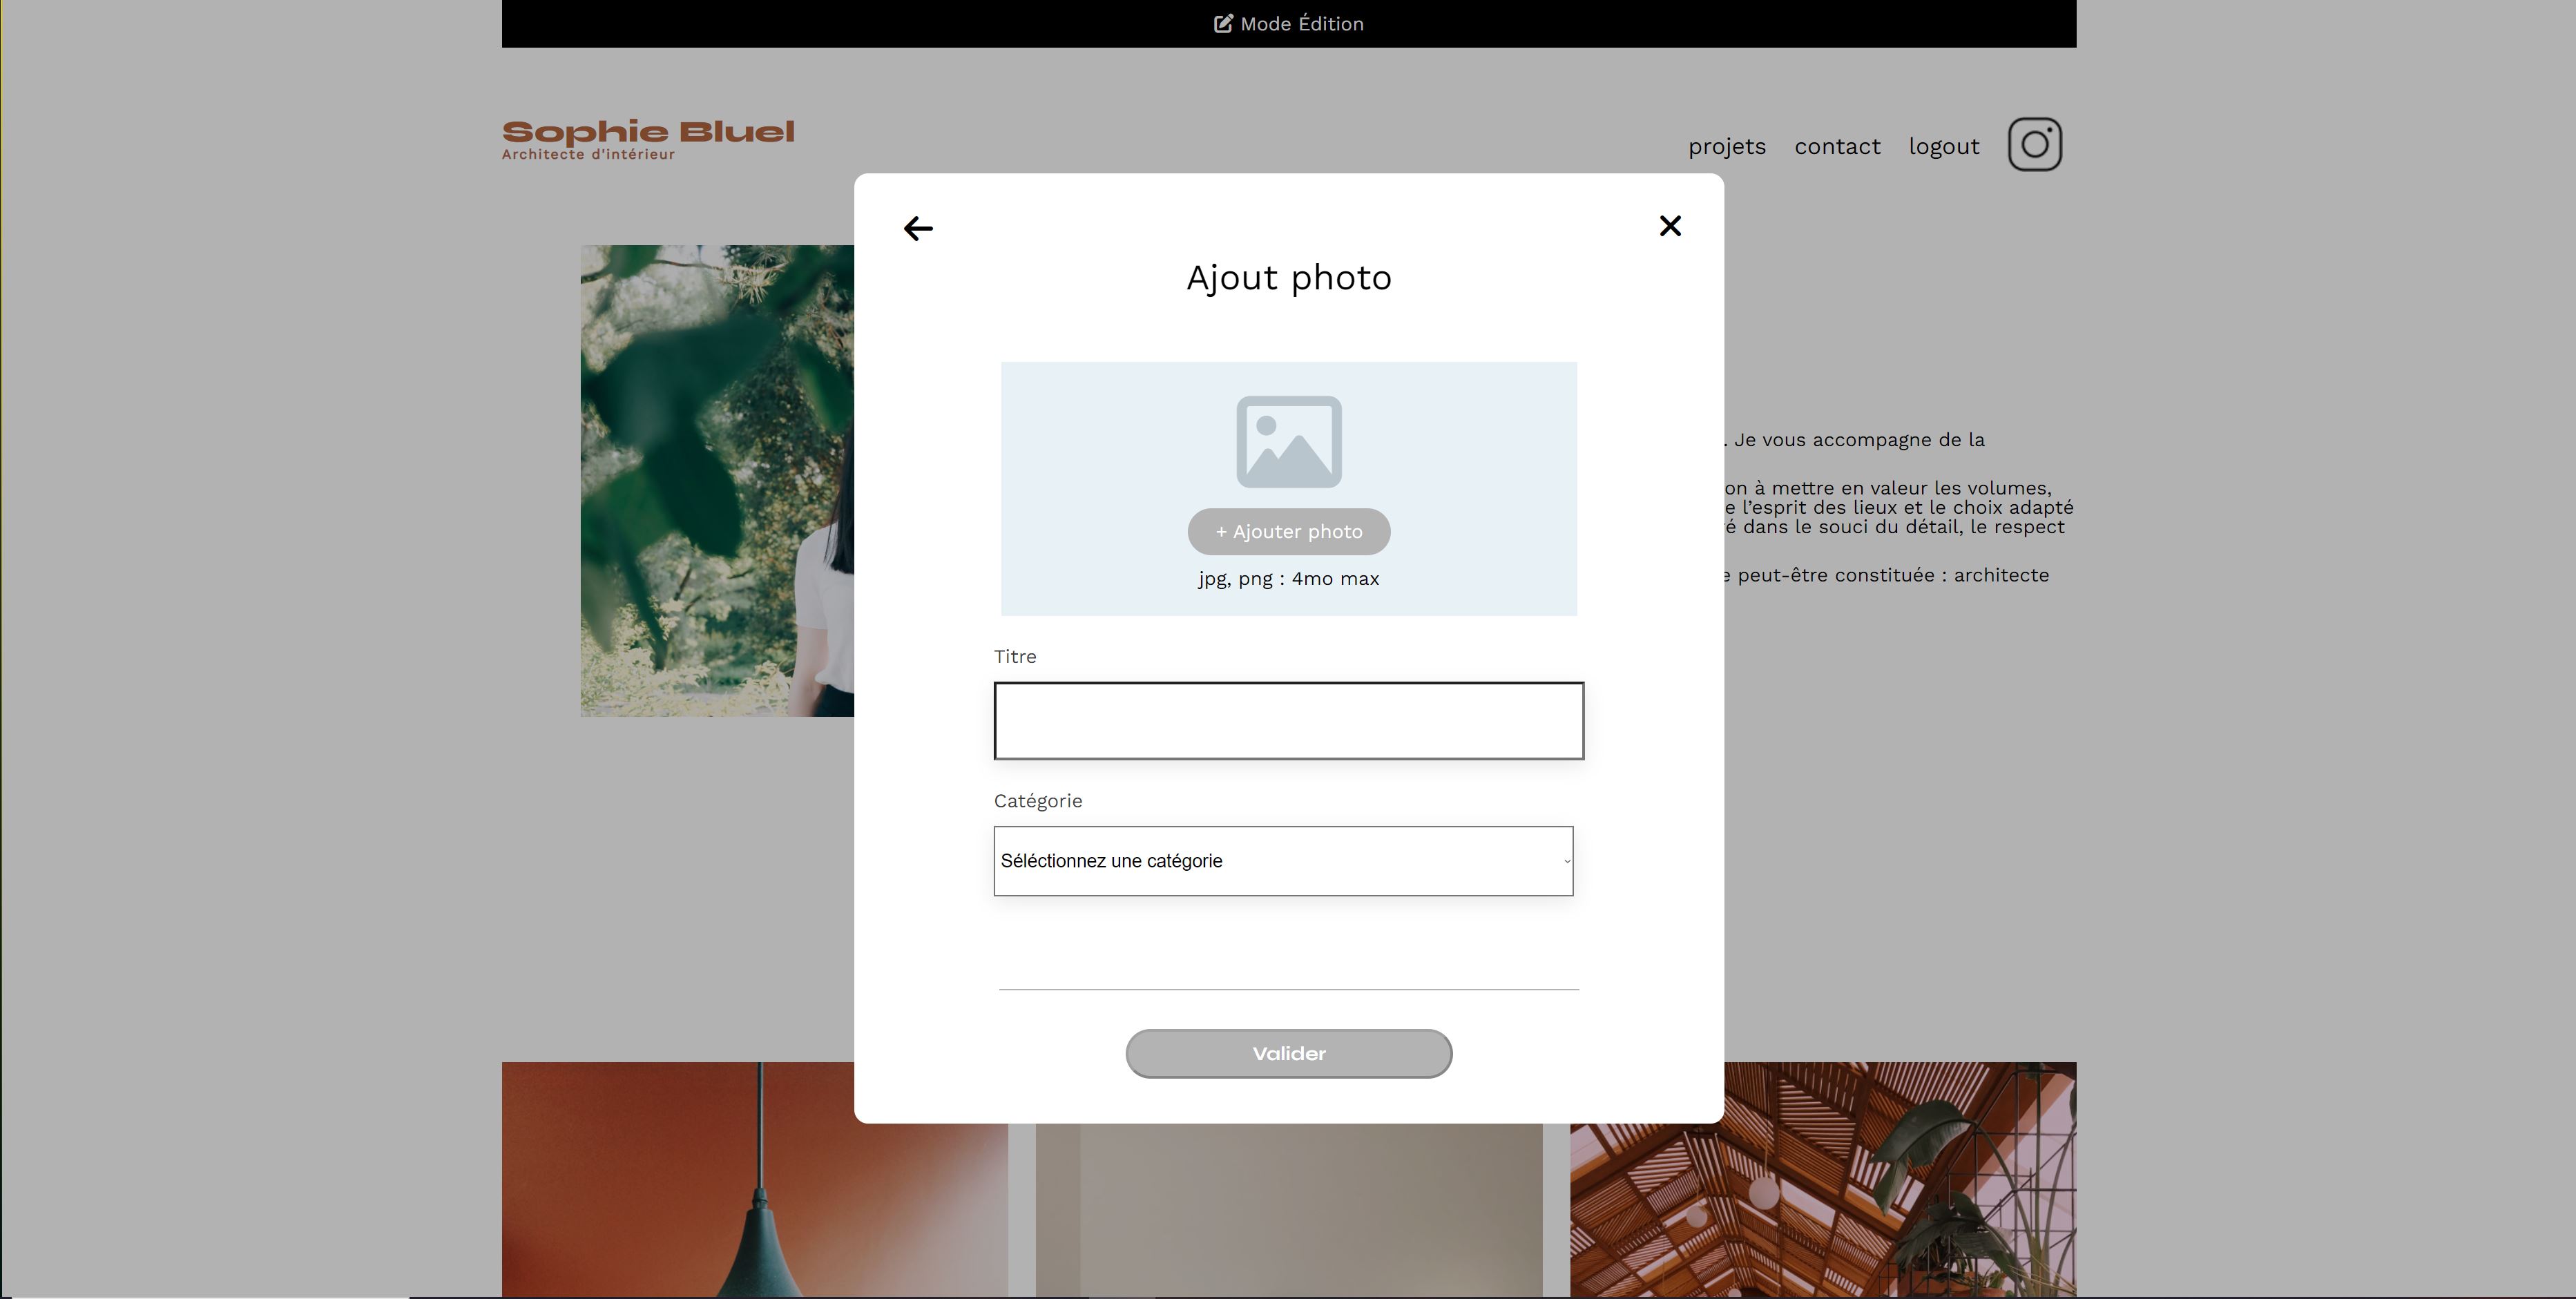 Mode Édition
Sophie Bluel
Architecte d'intérieur
projets
contact
logout
Ajout photo
+ Ajouter photo
jpg, png : 4mo max
. Je vous accompagne de la
on à mettre en valeur les volumes,
e l’esprit des lieux et le choix adapté
é dans le souci du détail, le respect
e peut-être constituée : architecte
Titre
Catégorie
Séléctionnez une catégorie
Valider